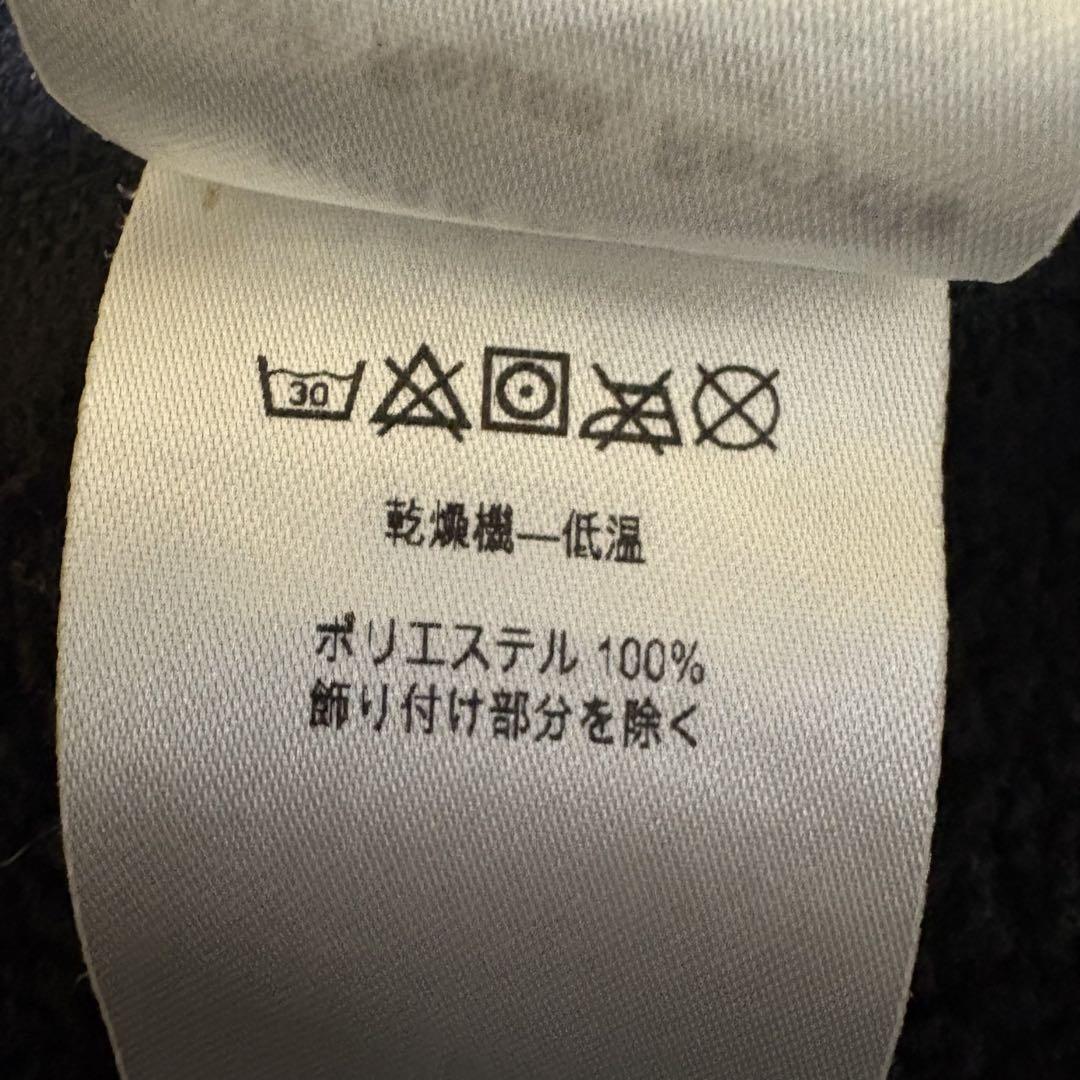 30
乾燥機—低温
ポリエステル 100%
飾り付け部分を除く